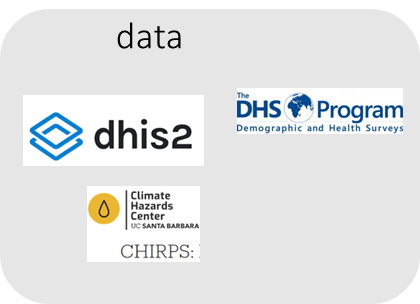 data
dhis2
The
DHS Program
Demographic and Health Surveys
Climate
Hazards
Center
UC SANTA BARBARA
CHIRPS: